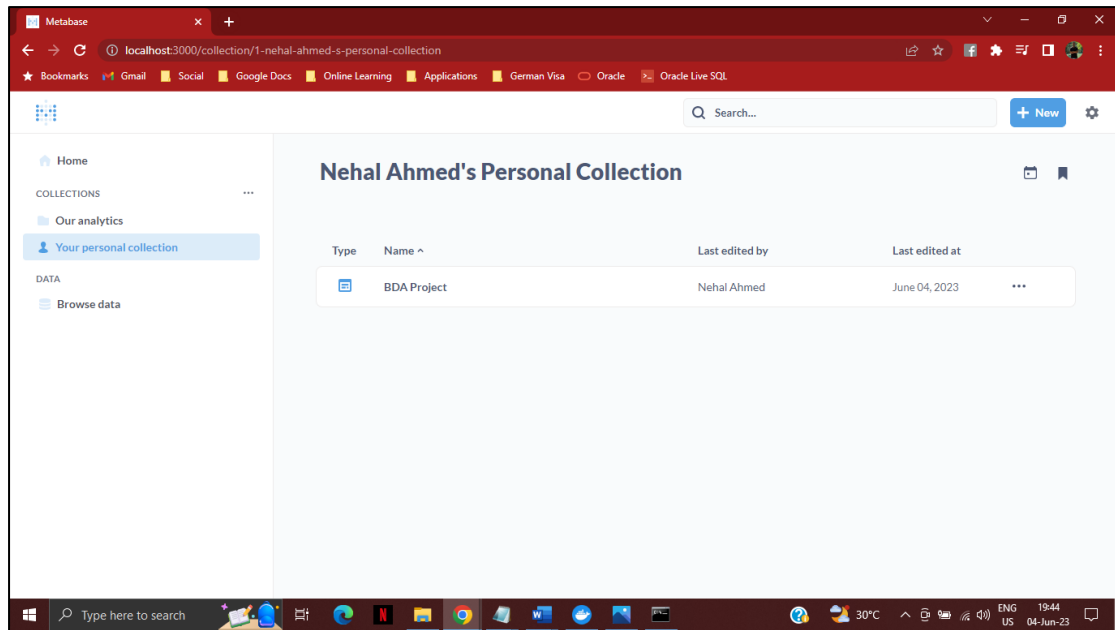 Metabase
localhost:3000/collection/1-nehal-ahmed-s-personal-collection
Bookmarks Gmail Social Google Docs Online Learning Applications German Visa Oracle Oracle Live SQL
Search...
New
Home
COLLECTIONS
Our analytics
Your personal collection
DATA
Browse data
Nehal Ahmed's Personal Collection
Type Name Last edited by Last edited at
BDA Project Nehal Ahmed June 04, 2023
Type here to search
30°C
ENG
US
19:44
04-Jun-23